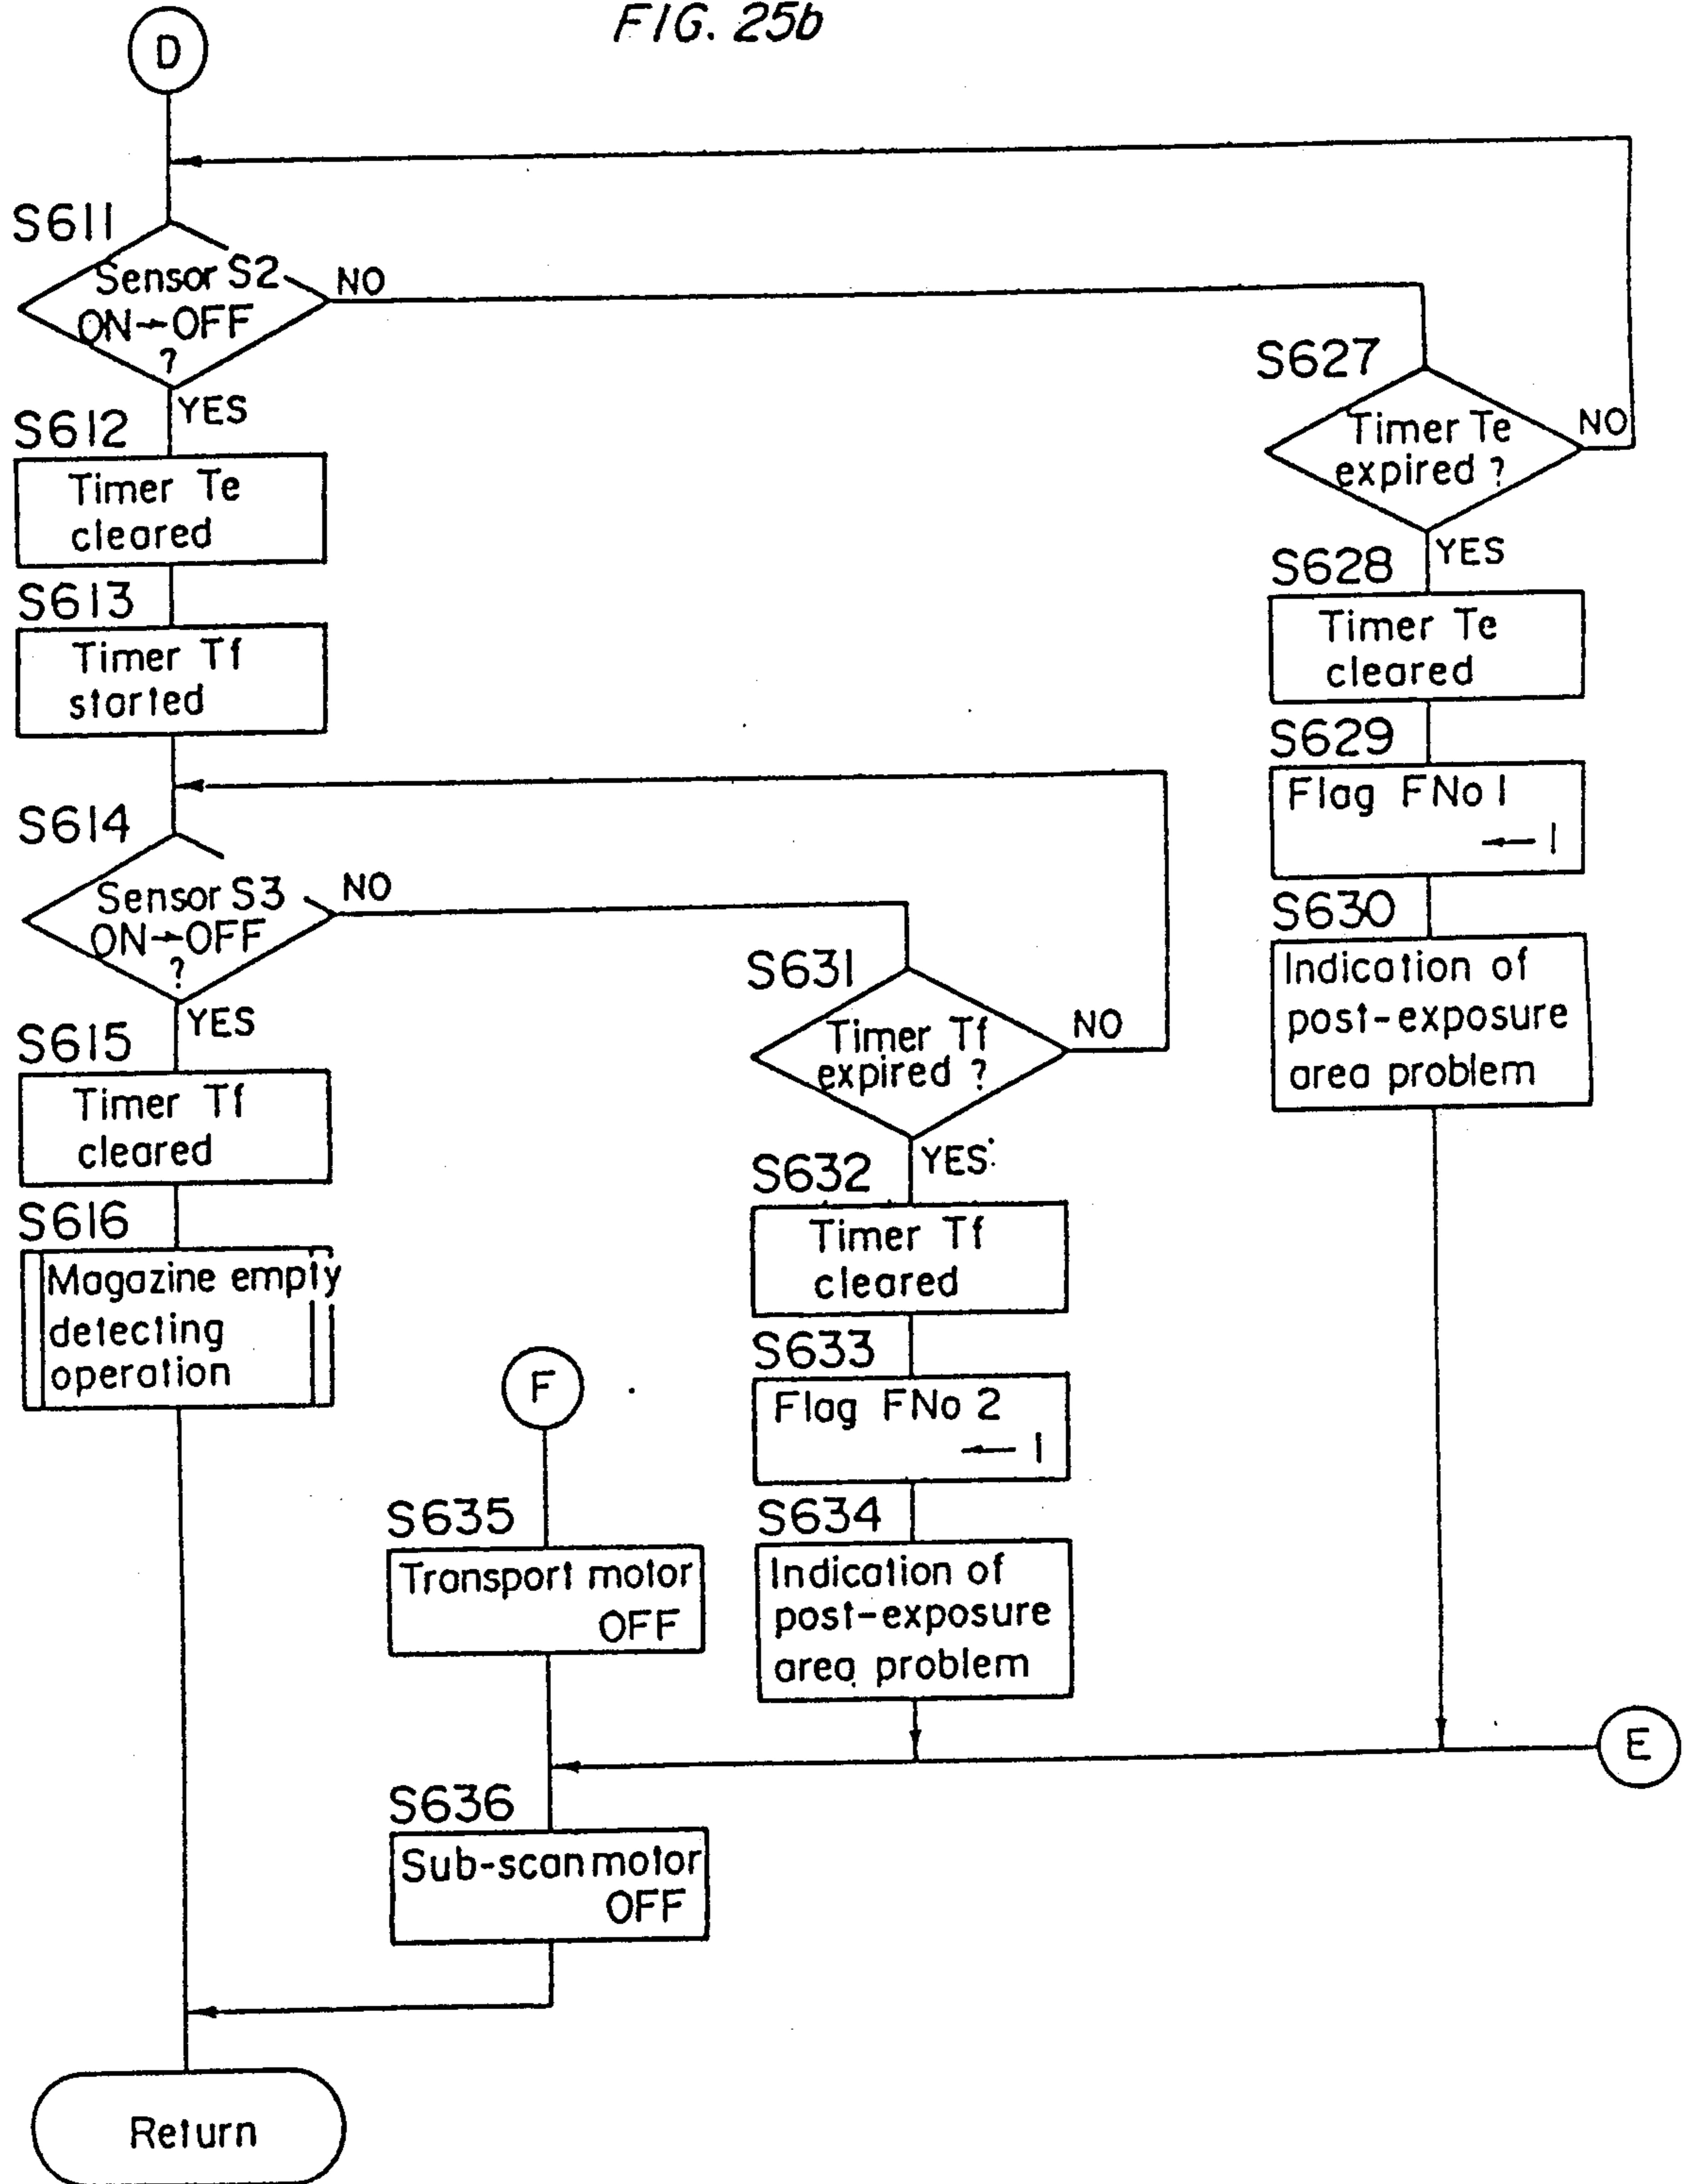 FIG. 25b
D
S611
Sensor S2
ON→OFF
?
NO
YES
S612
Timer Te
cleared
S613
Timer Tf
started
S614
Sensor S3
ON→OFF
?
NO
YES
S615
Timer Tf
cleared
S616
Magazine empty
detecting
operation
S627
Timer Te
expired ?
NO
YES
S628
Timer Te
cleared
S629
Flag FNo 1
← 1
S630
Indication of
post-exposure
area problem
S631
Timer Tf
expired ?
NO
YES
S632
Timer Tf
cleared
S633
Flag FNo 2
← 1
S634
Indication of
post-exposure
area problem
F
S635
Transport motor
OFF
E
S636
Sub-scan motor
OFF
Return